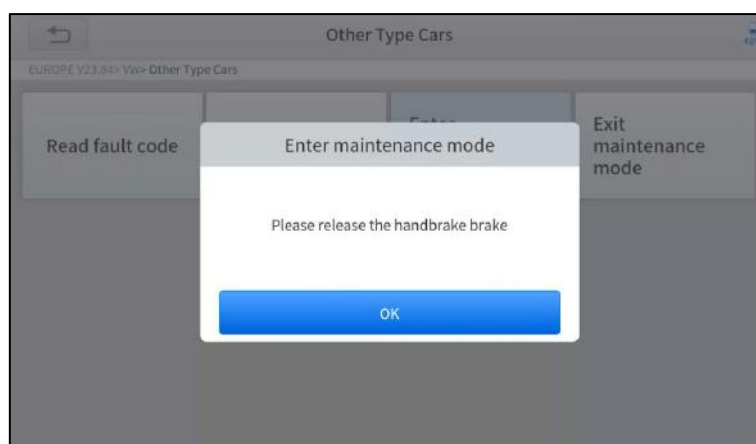 Other Type Cars
EUROPE V23.84> VW> Other Type Cars
Read fault code
Enter
Exit
maintenance
mode
Enter maintenance mode
Please release the handbrake brake
OK